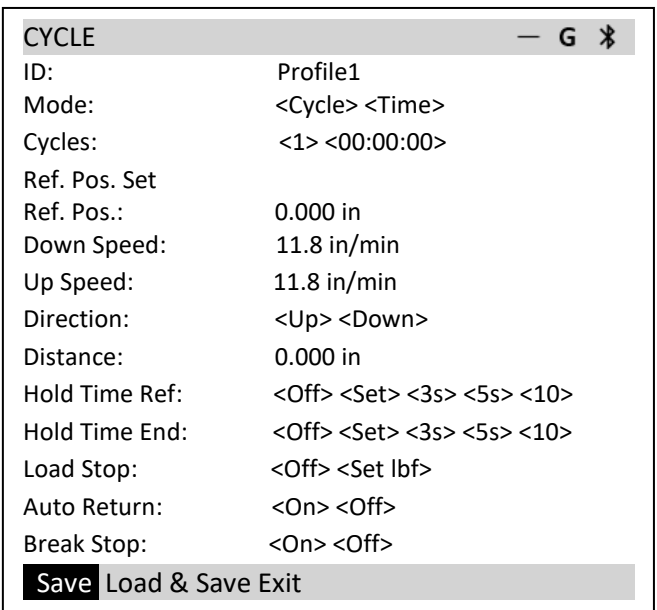 CYCLE — G
ID: Profile1
Mode: <Cycle> <Time>
Cycles: <1> <00:00:00>
Ref. Pos. Set
Ref. Pos.: 0.000 in
Down Speed: 11.8 in/min
Up Speed: 11.8 in/min
Direction: <Up> <Down>
Distance: 0.000 in
Hold Time Ref: <Off> <Set> <3s> <5s> <10>
Hold Time End: <Off> <Set> <3s> <5s> <10>
Load Stop: <Off> <Set lbf>
Auto Return: <On> <Off>
Break Stop: <On> <Off>
Save Load & Save Exit